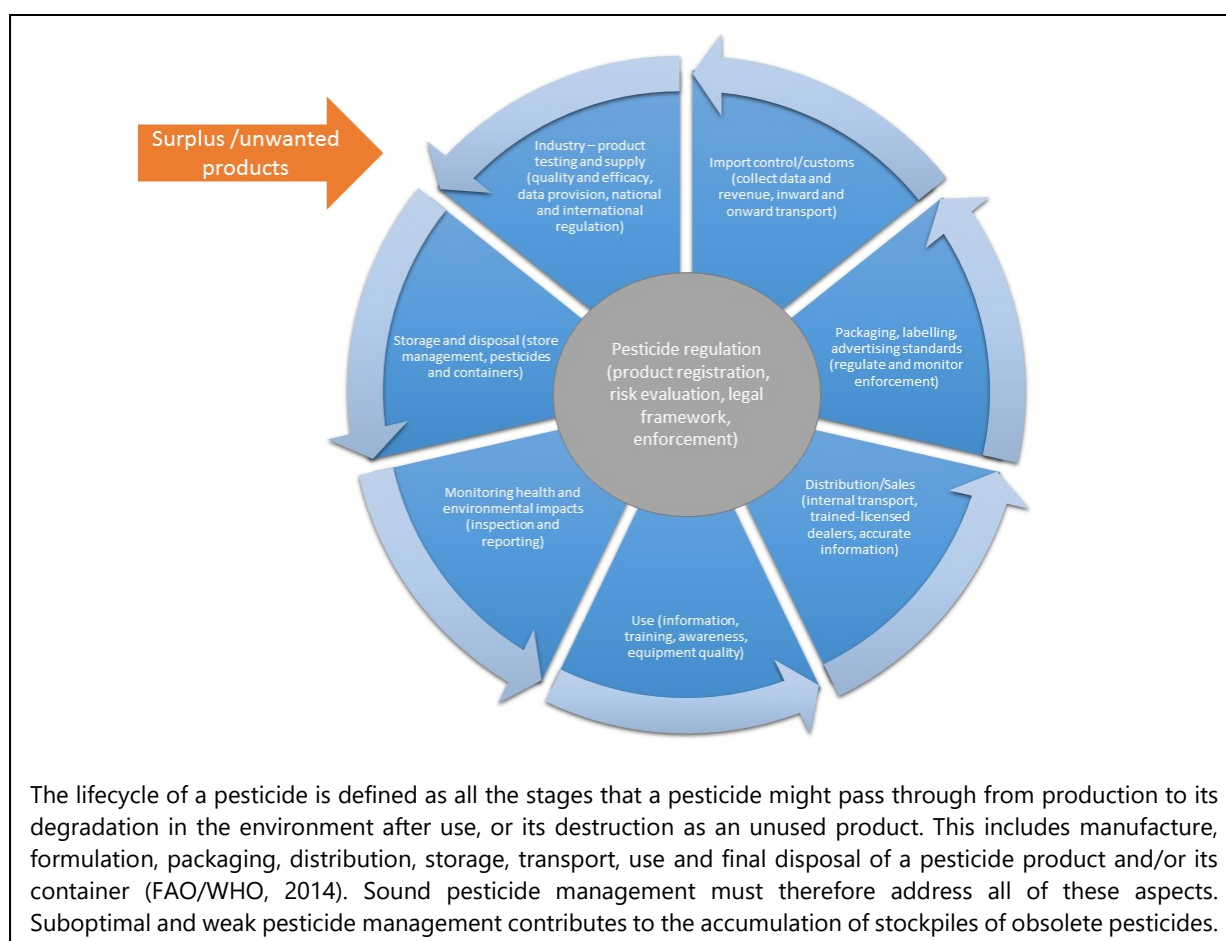 Surplus /unwanted
products
Industry – product
testing and supply
(quality and efficacy,
data provision, national
and international
regulation)
Import control/customs
(collect data and
revenue, inward and
onward transport)
Storage and disposal (store
management, pesticides
and containers)
Pesticide regulation
(product registration,
risk evaluation, legal
framework,
enforcement)
Packaging, labelling,
advertising standards
(regulate and monitor
enforcement)
Monitoring health and
environmental impacts
(inspection and
reporting)
Distribution/Sales
(internal transport,
trained-licensed
dealers, accurate
information)
Use (information,
training, awareness,
equipment quality)
The lifecycle of a pesticide is defined as all the stages that a pesticide might pass through from production to its
degradation in the environment after use, or its destruction as an unused product. This includes manufacture,
formulation, packaging, distribution, storage, transport, use and final disposal of a pesticide product and/or its
container (FAO/WHO, 2014). Sound pesticide management must therefore address all of these aspects.
Suboptimal and weak pesticide management contributes to the accumulation of stockpiles of obsolete pesticides.